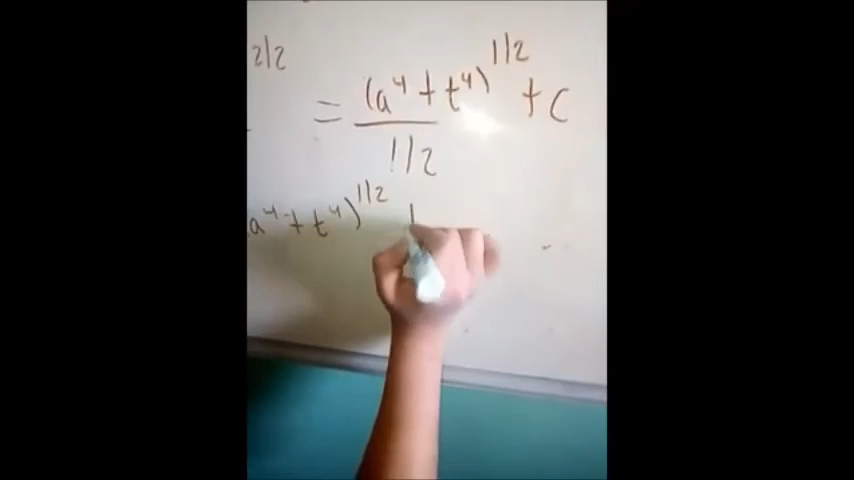 2/2
= (a⁴ + t⁴)^1/2 + c
1/2
a⁴ + t⁴)^1/2